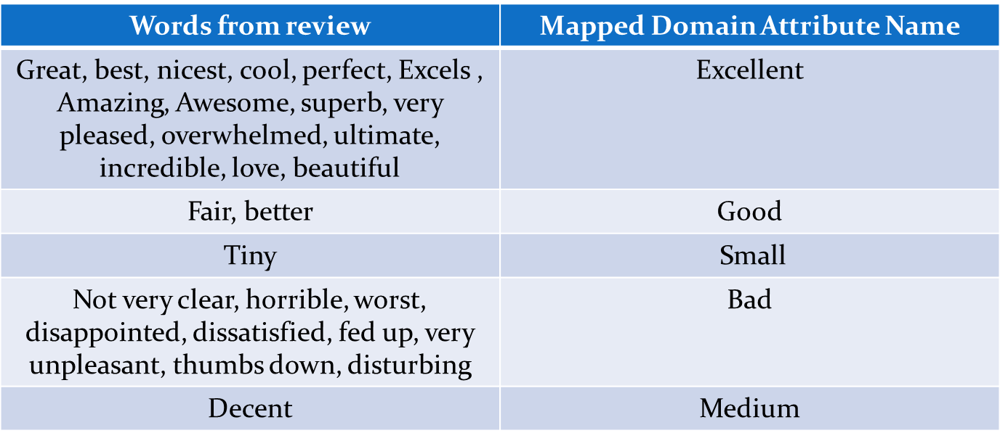 Words from review
Mapped Domain Attribute Name
Great, best, nicest, cool, perfect, Excels ,
Amazing, Awesome, superb, very
pleased, overwhelmed, ultimate,
incredible, love, beautiful
Excellent
Fair, better
Good
Tiny
Small
Not very clear, horrible, worst,
disappointed, dissatisfied, fed up, very
unpleasant, thumbs down, disturbing
Bad
Decent
Medium